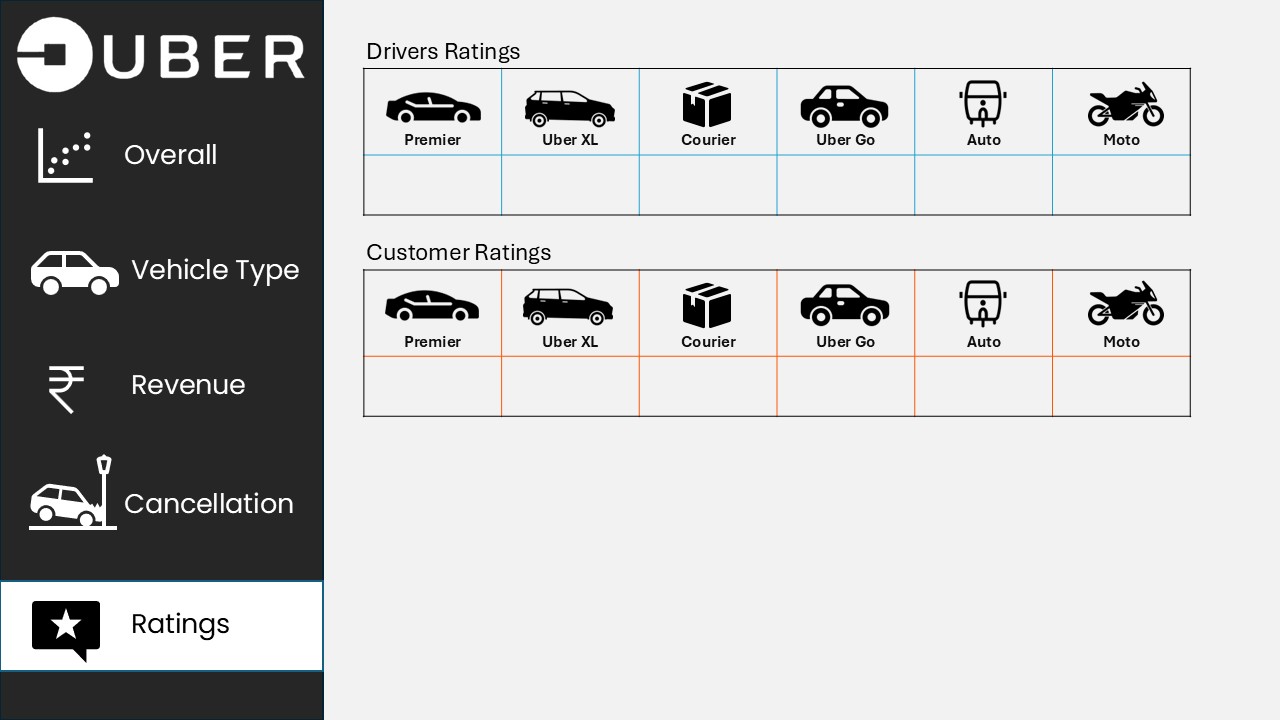 UBER
Overall
Vehicle Type
Revenue
Cancellation
Ratings
Drivers Ratings
Premier Uber XL Courier Uber Go Auto Moto
Customer Ratings
Premier Uber XL Courier Uber Go Auto Moto